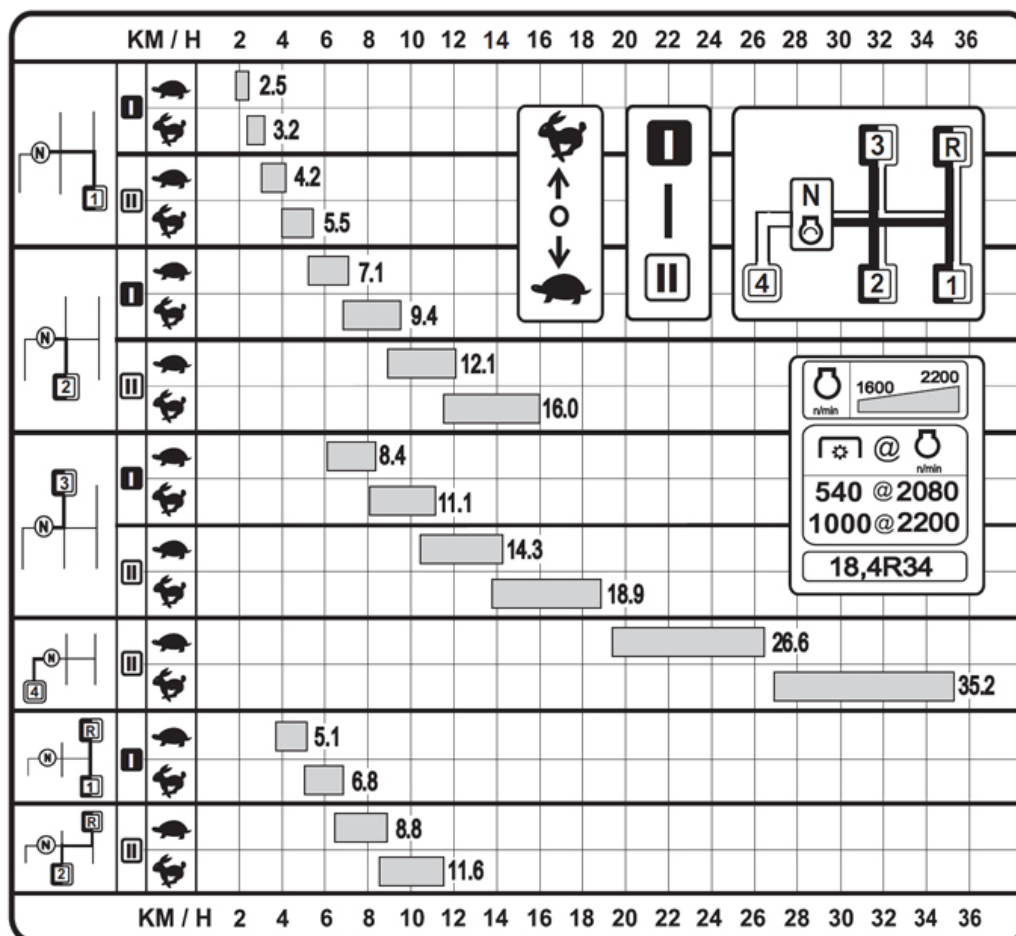 KM / H 2 4 6 8 10 12 14 16 18 20 22 24 26 28 30 32 34 36
N 1
I 2.5
3.2
II 4.2
5.5
N 2
I 7.1
9.4
II 12.1
16.0
3 N
I 8.4
11.1
II 14.3
18.9
N 4
II 26.6
35.2
R N 1
I 5.1
6.8
R N 2
II 8.8
11.6
KM / H 2 4 6 8 10 12 14 16 18 20 22 24 26 28 30 32 34 36
I
II
3 R
N
4 2 1
1600 2200
n/min
@
n/min
540 @ 2080
1000 @ 2200
18,4R34